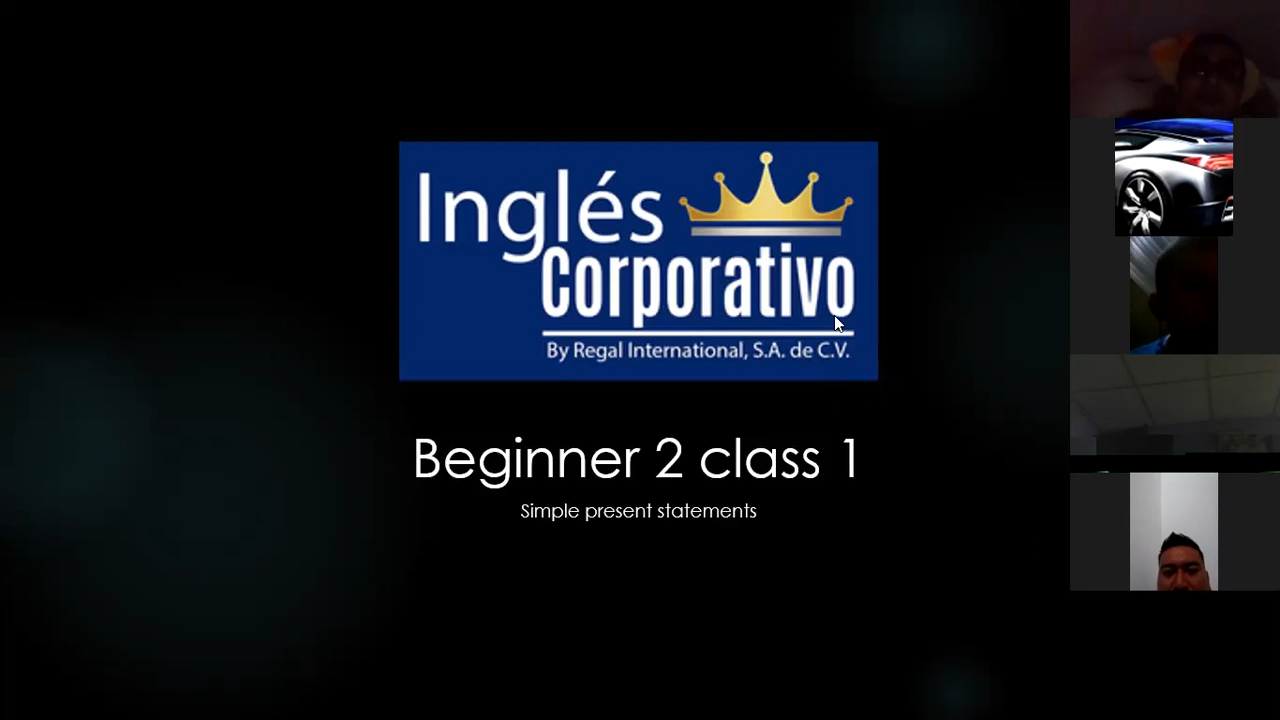 Inglés
Corporativo
By Regal International, S.A. de C.V.
Beginner 2 class 1
Simple present statements